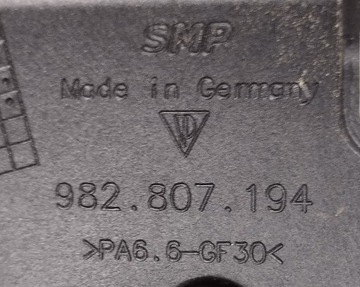 SMP
Made in Germany
982.807.194
>PA6.6-GF30<